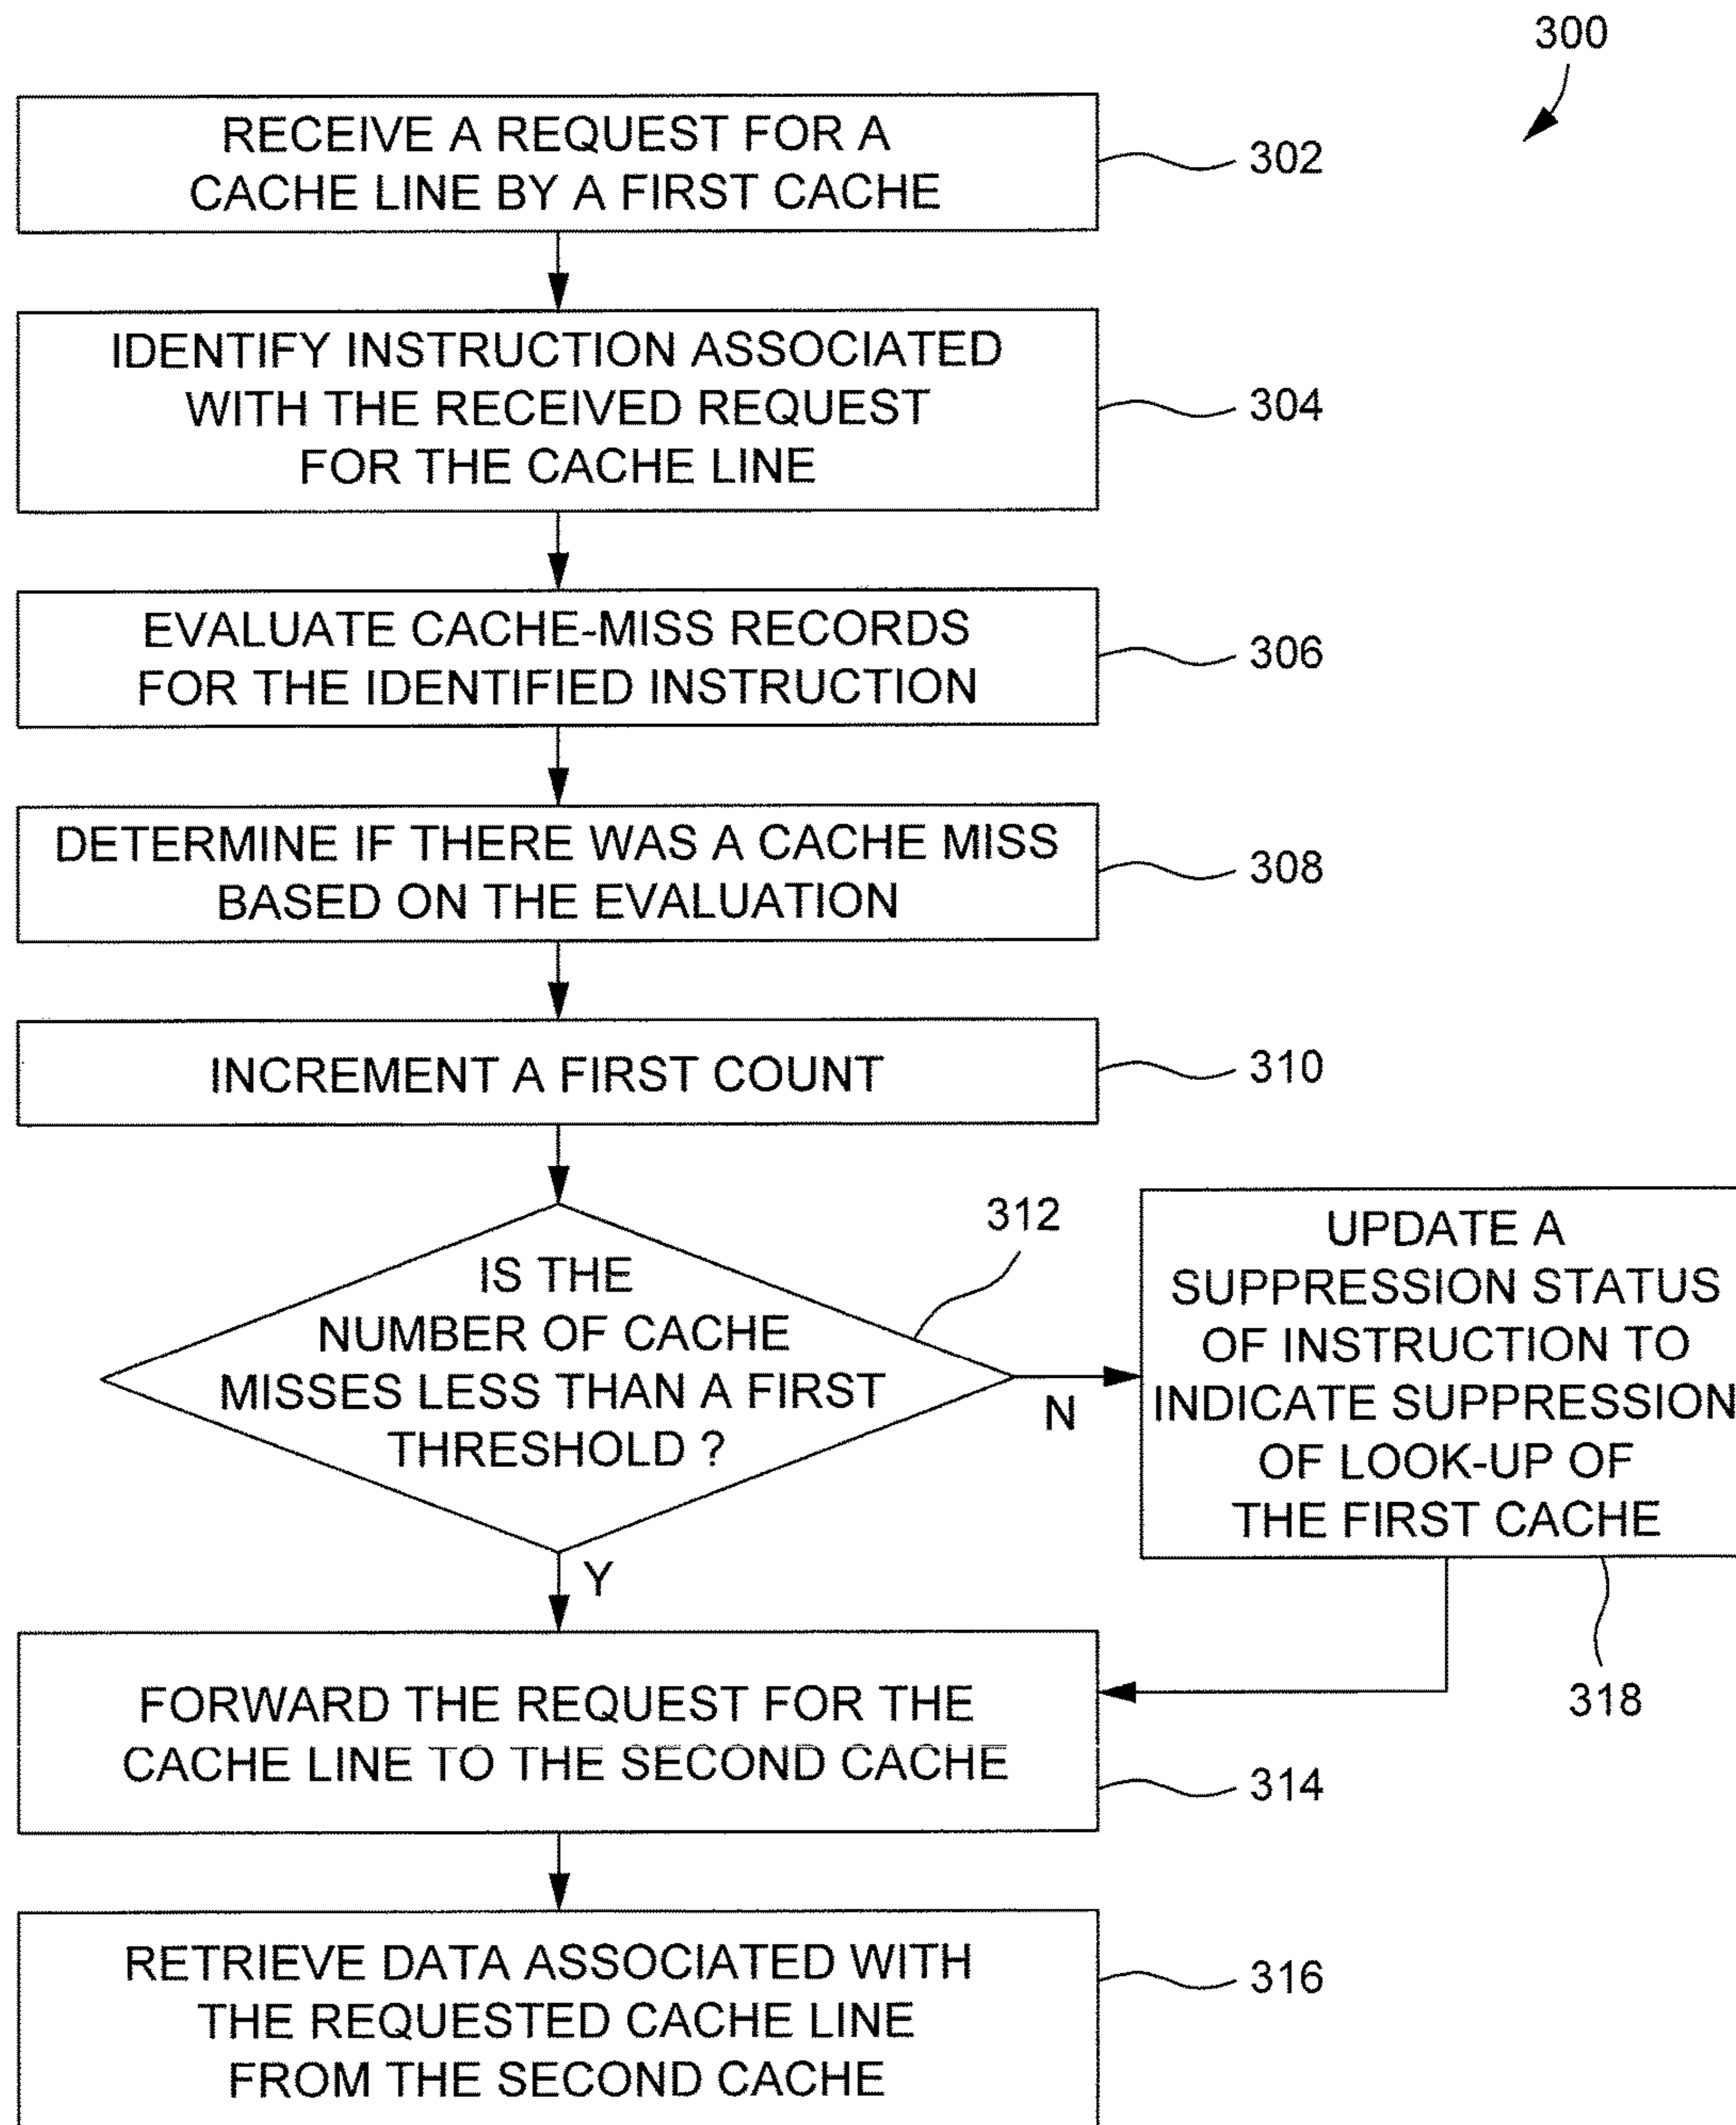 300
RECEIVE A REQUEST FOR A
CACHE LINE BY A FIRST CACHE
302
IDENTIFY INSTRUCTION ASSOCIATED
WITH THE RECEIVED REQUEST
FOR THE CACHE LINE
304
EVALUATE CACHE-MISS RECORDS
FOR THE IDENTIFIED INSTRUCTION
306
DETERMINE IF THERE WAS A CACHE MISS
BASED ON THE EVALUATION
308
INCREMENT A FIRST COUNT
310
IS THE
NUMBER OF CACHE
MISSES LESS THAN A FIRST
THRESHOLD ?
312
N
Y
UPDATE A
SUPPRESSION STATUS
OF INSTRUCTION TO
INDICATE SUPPRESSION
OF LOOK-UP OF
THE FIRST CACHE
318
FORWARD THE REQUEST FOR THE
CACHE LINE TO THE SECOND CACHE
314
RETRIEVE DATA ASSOCIATED WITH
THE REQUESTED CACHE LINE
FROM THE SECOND CACHE
316